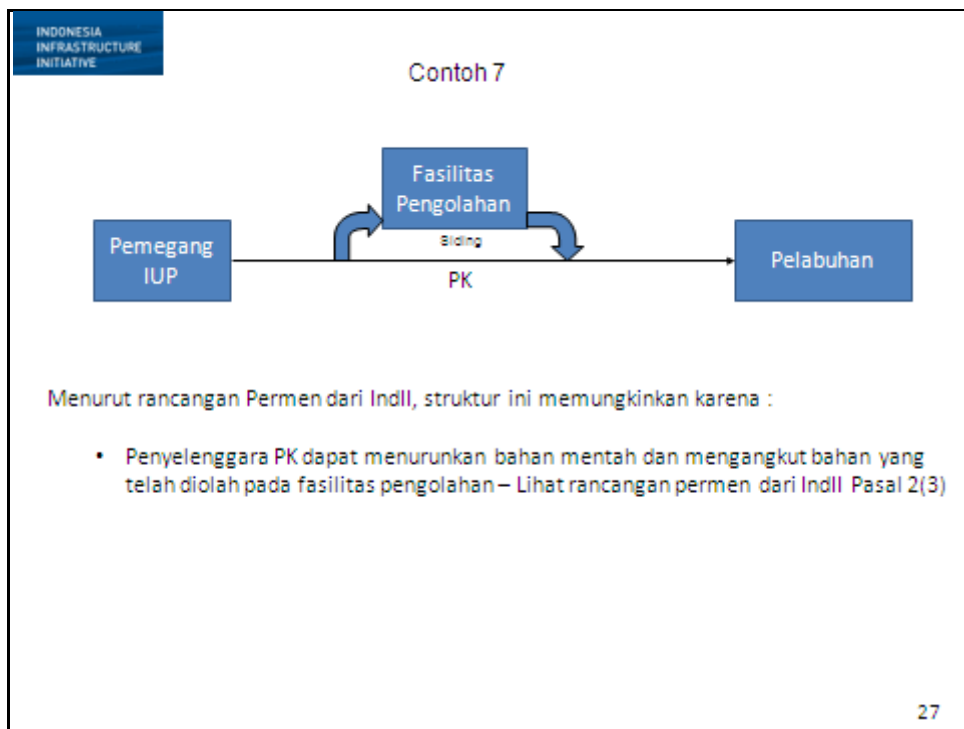 INDONESIA
INFRASTRUCTURE
INITIATIVE
Contoh 7
Fasilitas
Pengolahan
Siding
Pemegang
IUP
PK
Pelabuhan
Menurut rancangan Permen dari IndII, struktur ini memungkinkan karena :
• Penyelenggara PK dapat menurunkan bahan mentah dan mengangkut bahan yang
telah diolah pada fasilitas pengolahan – Lihat rancangan permen dari IndII Pasal 2(3)
27